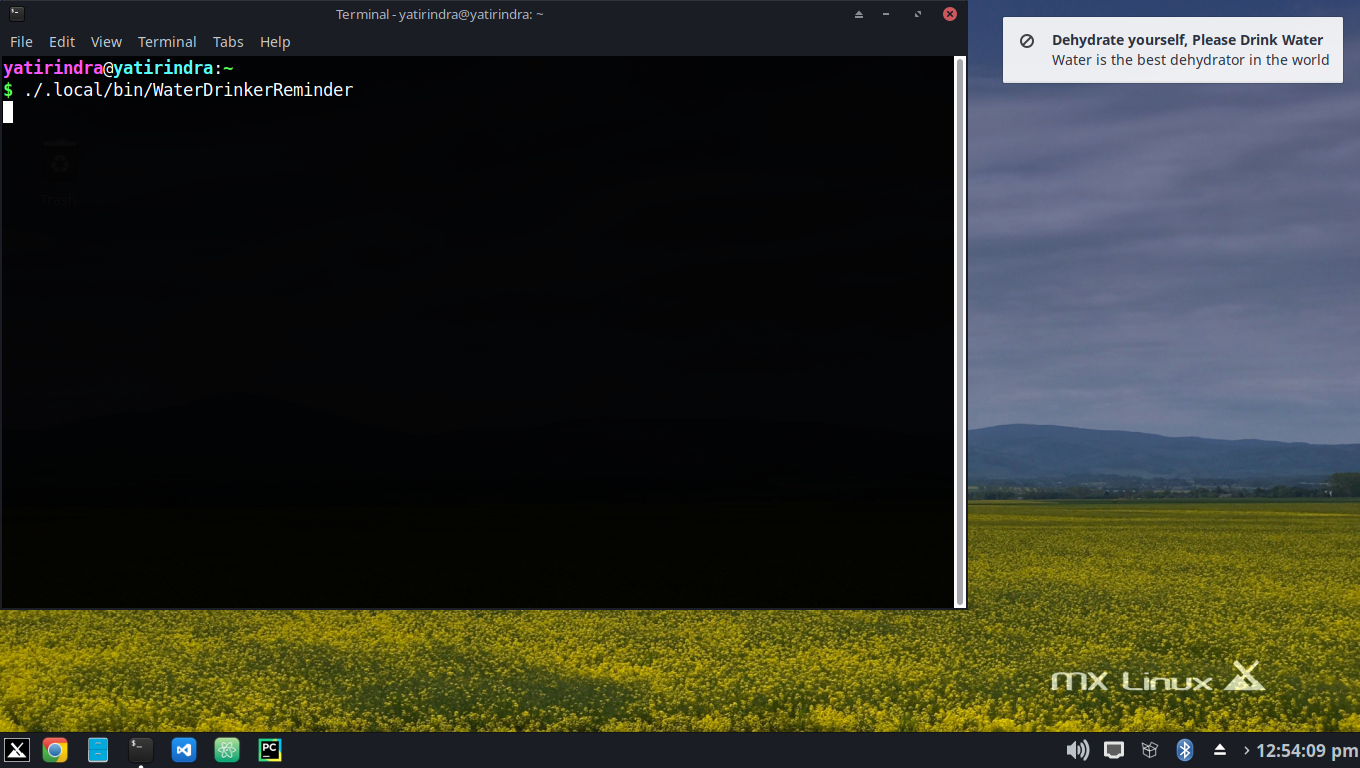 Terminal - yatirindra@yatirindra: ~
File Edit View Terminal Tabs Help
yatirindra@yatirindra:~
$ ./.local/bin/WaterDrinkerReminder
Trash
Dehydrate yourself, Please Drink Water
Water is the best dehydrator in the world
MX Linux
PC
12:54:09 pm